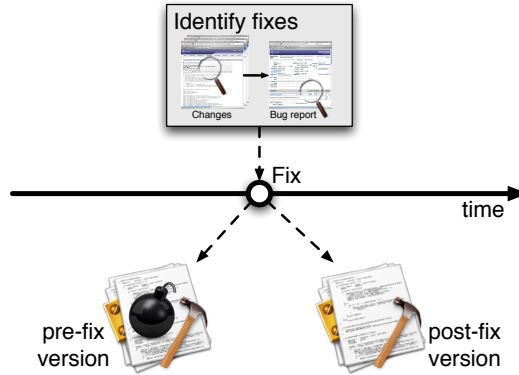 Identify fixes
Changes
Bug report
Fix
time
pre-fix
version
post-fix
version